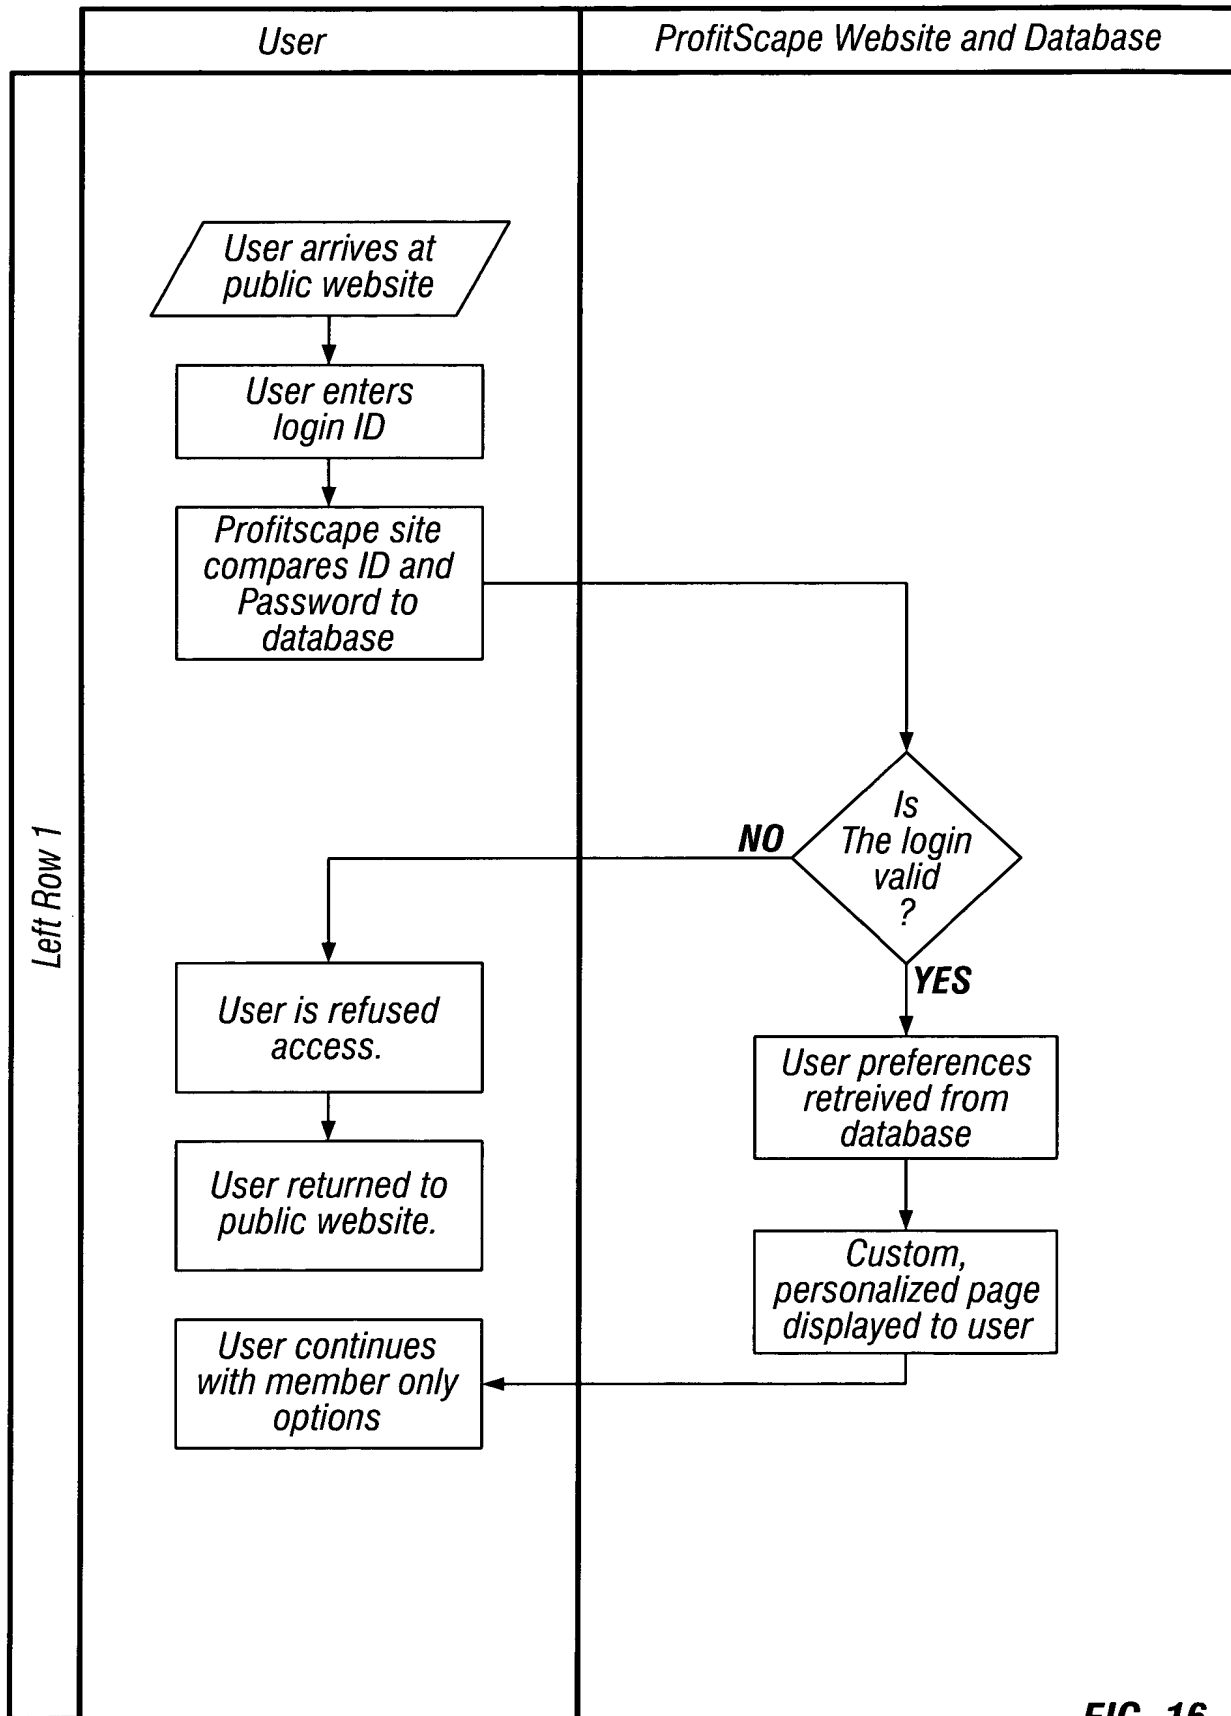 User
ProfitScape Website and Database
Left Row 1
User arrives at
public website
User enters
login ID
Profitscape site
compares ID and
Password to
database
Is
The login
valid
?
NO
YES
User is refused
access.
User preferences
retreived from
database
User returned to
public website.
Custom,
personalized page
displayed to user
User continues
with member only
options
FIG. 16